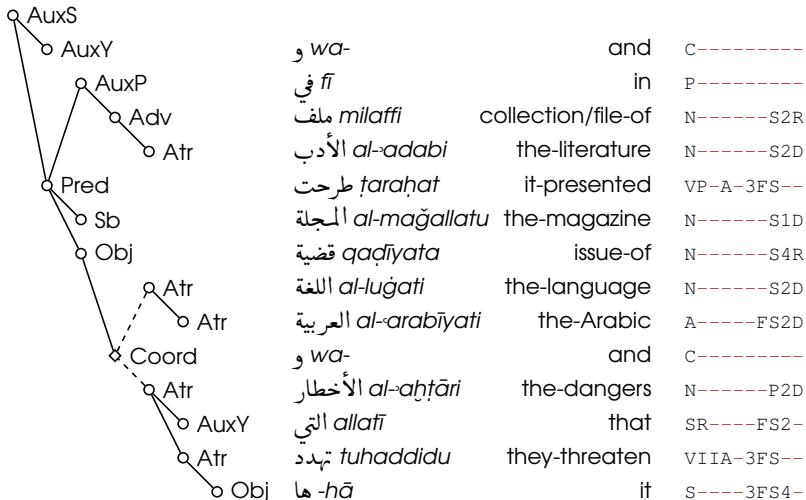 AuxS
AuxY و wa- and C---------
AuxP في fī in P---------
Adv ملف milaffi collection/file-of N------S2R
Atr الأدب al-ʾadabi the-literature N------S2D
Pred طرحت ṭaraḥat it-presented VP-A-3FS--
Sb المجلة al-maǧallatu the-magazine N------S1D
Obj قضية qaḍīyata issue-of N------S4R
Atr اللغة al-luġati the-language N------S2D
Atr العربية al-ʿarabīyati the-Arabic A-----FS2D
Coord و wa- and C---------
Atr الأخطار al-ʾaḫṭāri the-dangers N------P2D
AuxY التي allatī that SR----FS2-
Atr تهدد tuhaddidu they-threaten VIIA-3FS--
Obj ها -hā it S----3FS4-